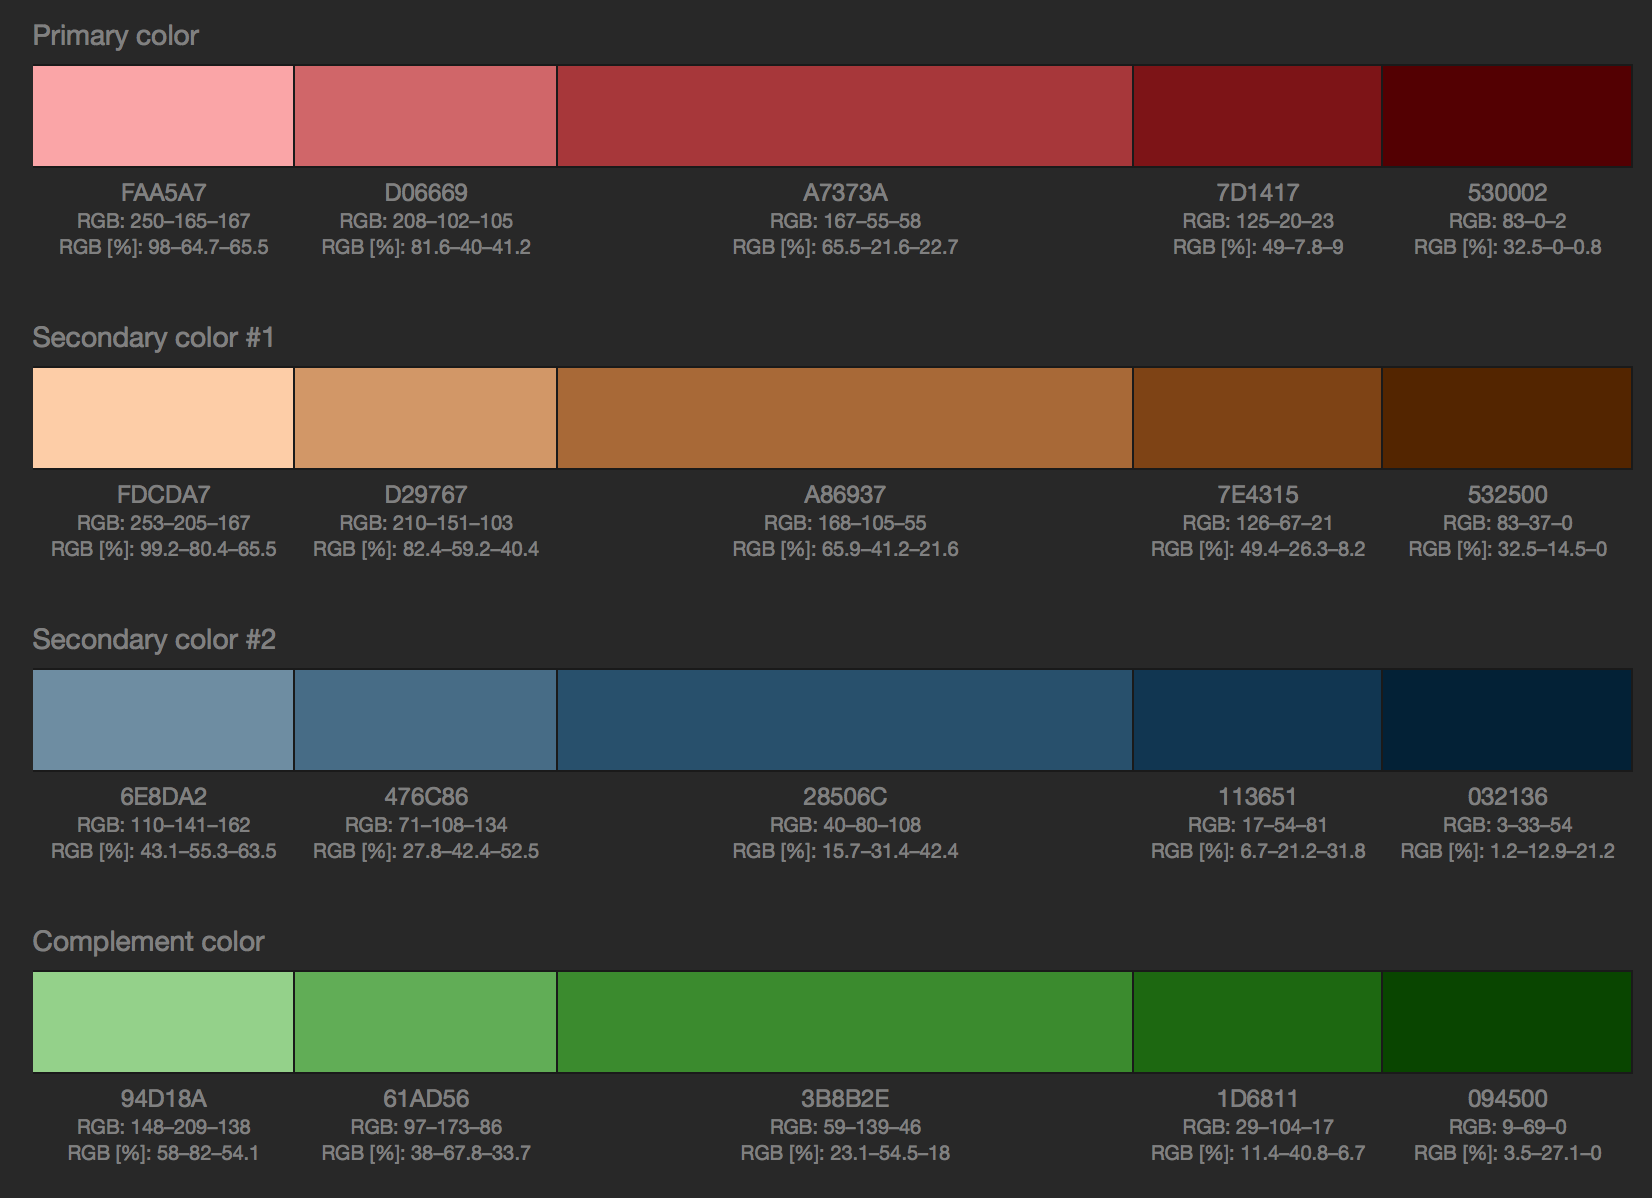 Primary color
FAA5A7 D06669 A7373A 7D1417 530002
RGB: 250–165–167 RGB: 208–102–105 RGB: 167–55–58 RGB: 125–20–23 RGB: 83–0–2
RGB [%]: 98–64.7–65.5 RGB [%]: 81.6–40–41.2 RGB [%]: 65.5–21.6–22.7 RGB [%]: 49–7.8–9 RGB [%]: 32.5–0–0.8
Secondary color #1
FDCDA7 D29767 A86937 7E4315 532500
RGB: 253–205–167 RGB: 210–151–103 RGB: 168–105–55 RGB: 126–67–21 RGB: 83–37–0
RGB [%]: 99.2–80.4–65.5 RGB [%]: 82.4–59.2–40.4 RGB [%]: 65.9–41.2–21.6 RGB [%]: 49.4–26.3–8.2 RGB [%]: 32.5–14.5–0
Secondary color #2
6E8DA2 476C86 28506C 113651 032136
RGB: 110–141–162 RGB: 71–108–134 RGB: 40–80–108 RGB: 17–54–81 RGB: 3–33–54
RGB [%]: 43.1–55.3–63.5 RGB [%]: 27.8–42.4–52.5 RGB [%]: 15.7–31.4–42.4 RGB [%]: 6.7–21.2–31.8 RGB [%]: 1.2–12.9–21.2
Complement color
94D18A 61AD56 3B8B2E 1D6811 094500
RGB: 148–209–138 RGB: 97–173–86 RGB: 59–139–46 RGB: 29–104–17 RGB: 9–69–0
RGB [%]: 58–82–54.1 RGB [%]: 38–67.8–33.7 RGB [%]: 23.1–54.5–18 RGB [%]: 11.4–40.8–6.7 RGB [%]: 3.5–27.1–0